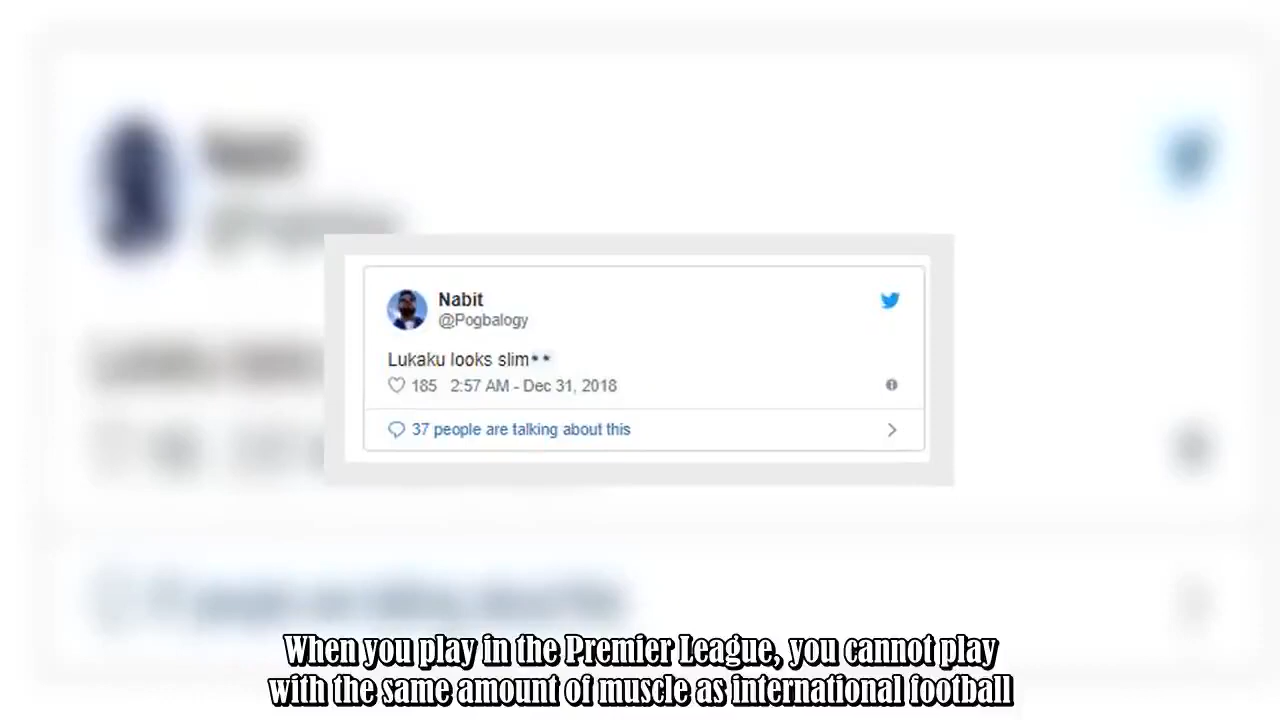 Nabit
@Pogbalogy
Lukaku looks slim**
185 2:57 AM - Dec 31, 2018
37 people are talking about this
When you play in the Premier League, you cannot play
with the same amount of muscle as international football